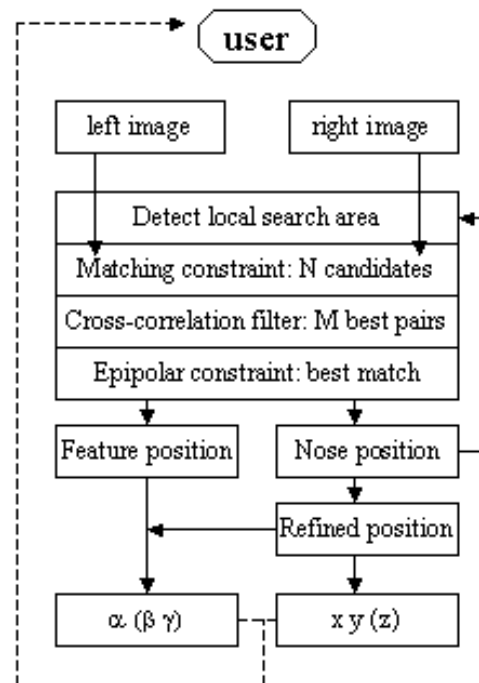 user
left image
right image
Detect local search area
Matching constraint: N candidates
Cross-correlation filter: M best pairs
Epipolar constraint: best match
Feature position
Nose position
Refined position
α (β γ)
x y (z)